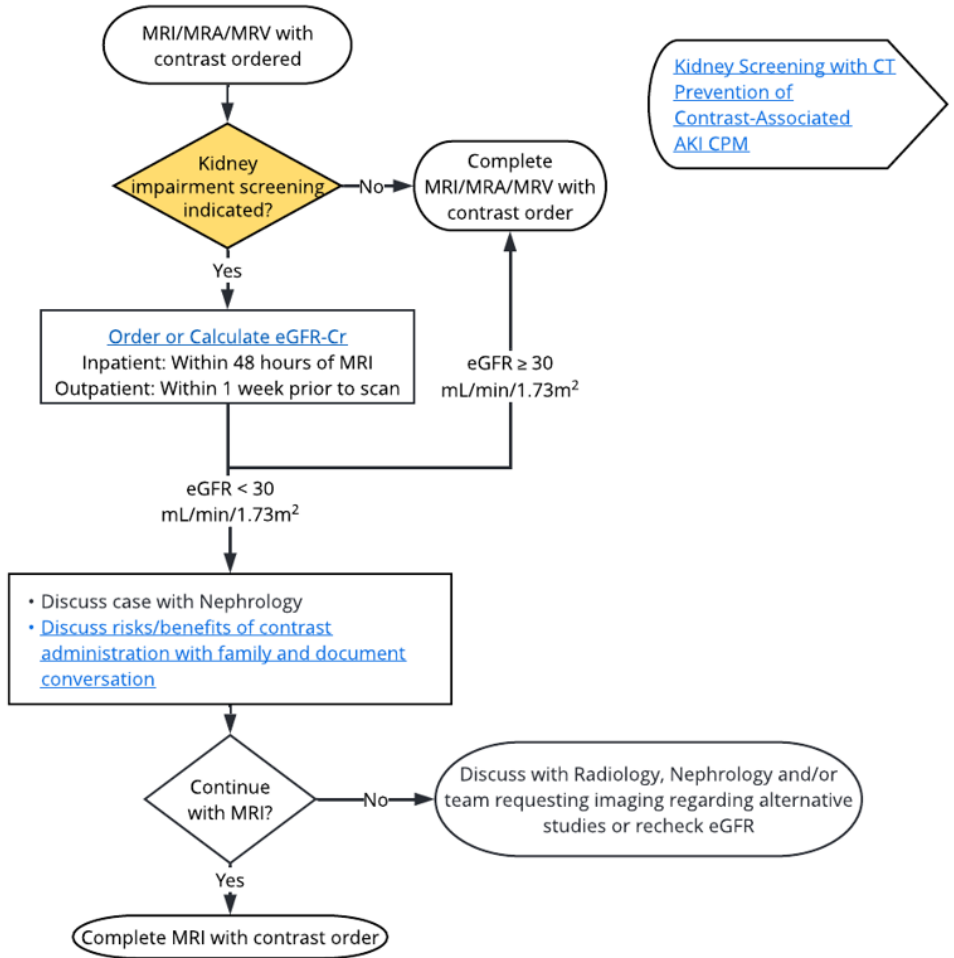 MRI/MRA/MRV with
contrast ordered
Kidney Screening with CT
Prevention of
Contrast-Associated
AKI CPM
Kidney
impairment screening
indicated?
No
Complete
MRI/MRA/MRV with
contrast order
Yes
Order or Calculate eGFR-Cr
Inpatient: Within 48 hours of MRI
Outpatient: Within 1 week prior to scan
eGFR ≥ 30
mL/min/1.73m²
eGFR < 30
mL/min/1.73m²
• Discuss case with Nephrology
• Discuss risks/benefits of contrast
administration with family and document
conversation
Continue
with MRI?
No
Discuss with Radiology, Nephrology and/or
team requesting imaging regarding alternative
studies or recheck eGFR
Yes
Complete MRI with contrast order